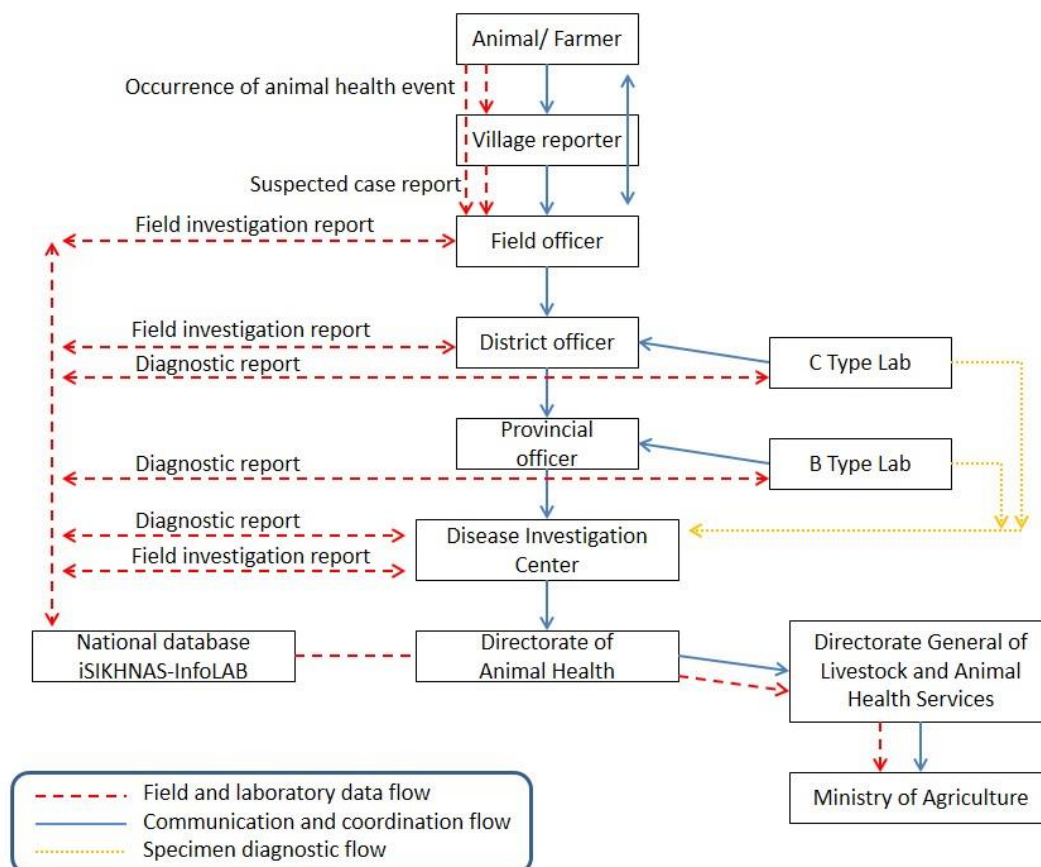 Animal/ Farmer
Occurrence of animal health event
Village reporter
Suspected case report
Field investigation report
Field officer
Field investigation report
District officer
Diagnostic report
C Type Lab
Provincial
officer
Diagnostic report
B Type Lab
Diagnostic report
Field investigation report
Disease Investigation
Center
National database
iSIKHNAS-InfoLAB
Directorate of
Animal Health
Directorate General of
Livestock and Animal
Health Services
Ministry of Agriculture
Field and laboratory data flow
Communication and coordination flow
Specimen diagnostic flow